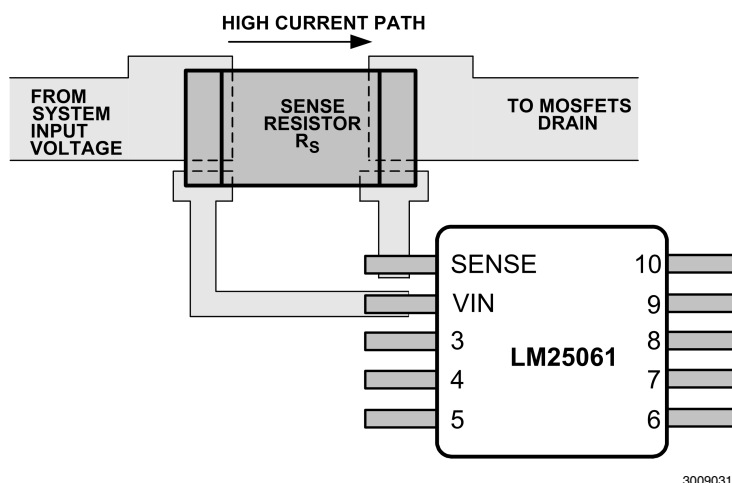 HIGH CURRENT PATH
FROM
SYSTEM
INPUT
VOLTAGE
SENSE
RESISTOR
RS
TO MOSFETS
DRAIN
SENSE 10
VIN 9
3 8
LM25061
4 7
5 6
3009031